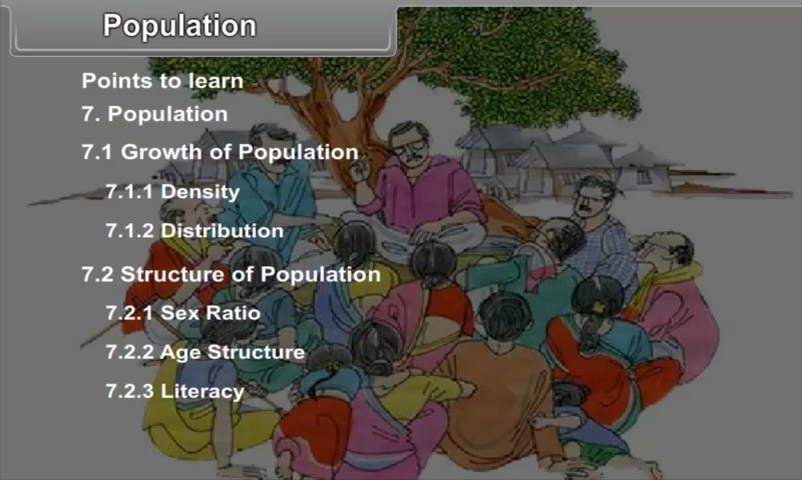 Population
Points to learn
7. Population
7.1 Growth of Population
7.1.1 Density
7.1.2 Distribution
7.2 Structure of Population
7.2.1 Sex Ratio
7.2.2 Age Structure
7.2.3 Literacy